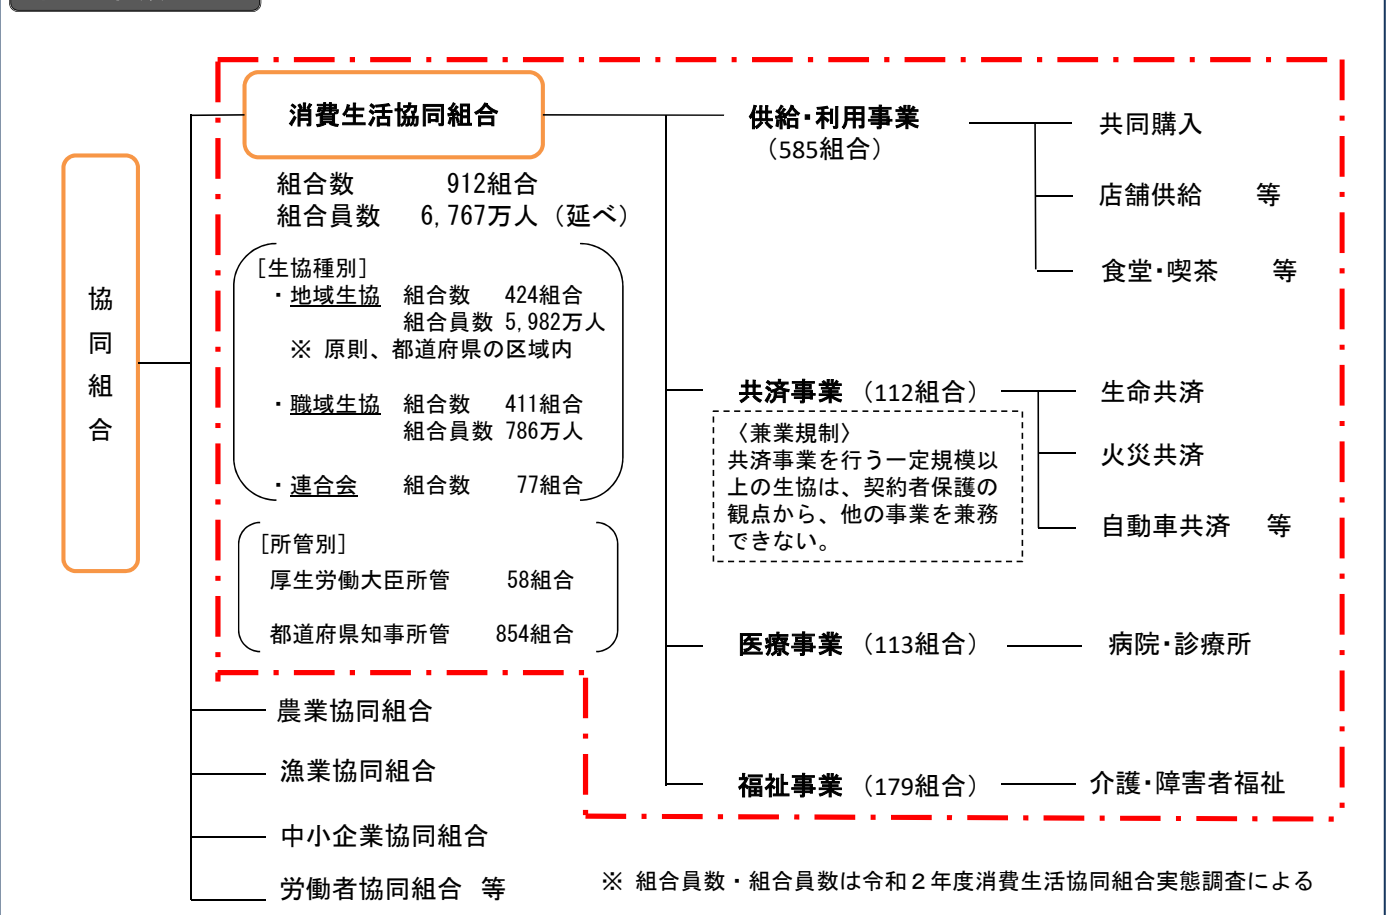 協同組合
消費生活協同組合
組合数 912組合
組合員数 6,767万人（延べ）
[生協種別]
・地域生協 組合数 424組合
組合員数 5,982万人
※ 原則、都道府県の区域内
・職域生協 組合数 411組合
組合員数 786万人
・連合会 組合数 77組合
[所管別]
厚生労働大臣所管 58組合
都道府県知事所管 854組合
農業協同組合
漁業協同組合
中小企業協同組合
労働者協同組合 等
供給・利用事業
（585組合）
共同購入
店舗供給 等
食堂・喫茶 等
共済事業（112組合）
〈兼業規制〉
共済事業を行う一定規模以
上の生協は、契約者保護の
観点から、他の事業を兼務
できない。
生命共済
火災共済
自動車共済 等
医療事業（113組合）
病院・診療所
福祉事業（179組合）
介護・障害者福祉
※ 組合員数・組合員数は令和２年度消費生活協同組合実態調査による